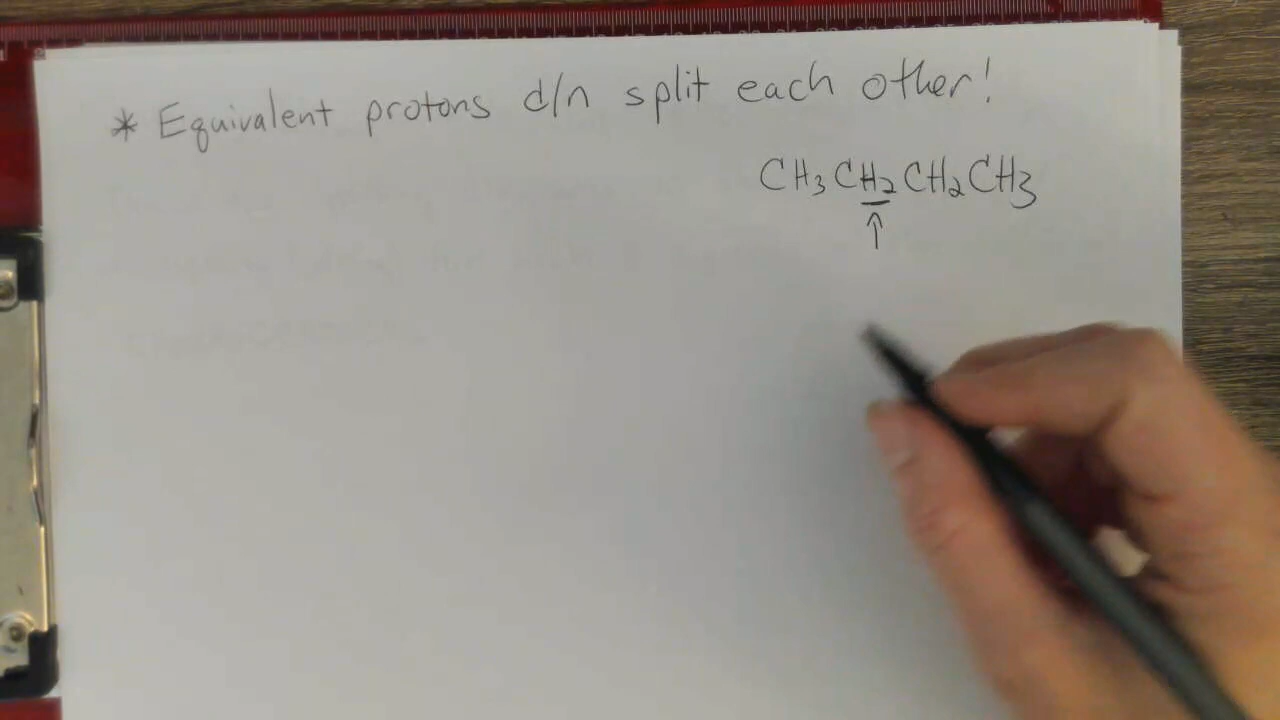 * Equivalent protons d/n split each other!
CH₃CH₂CH₂CH₃
↑